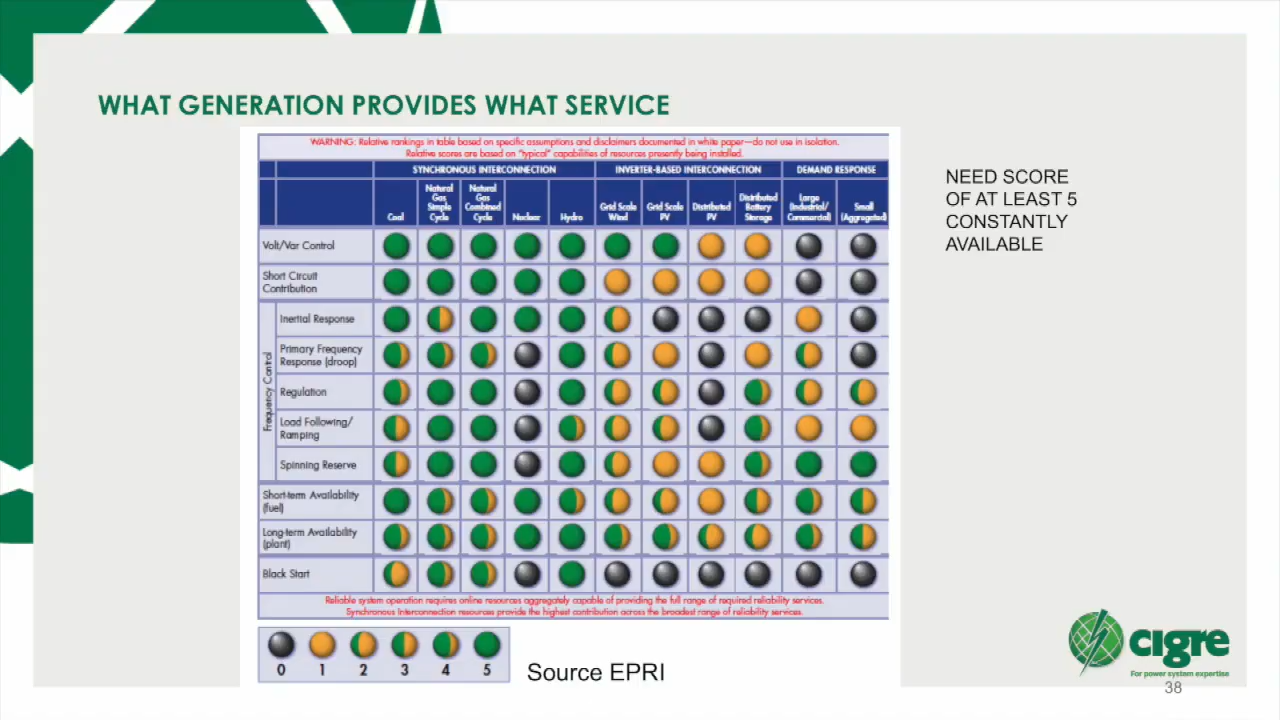 WHAT GENERATION PROVIDES WHAT SERVICE
WARNING: Relative rankings in table based on specific assumptions and disclaimers documented in white paper—do not use in isolation.
Relative scores are based on "typical" capabilities of resources presently being installed.
SYNCHRONOUS INTERCONNECTION
INVERTER-BASED INTERCONNECTION
DEMAND RESPONSE
Coal
Natural
Gas
Simple
Cycle
Natural
Gas
Combined
Cycle
Nuclear
Hydro
Grid Scale
Wind
Grid Scale
PV
Distributed
PV
Distributed
Battery
Storage
Large
(Industrial/
Commercial)
Small
(Aggregated)
Volt/Var Control
Short Circuit
Contribution
Frequency Control
Inertial Response
Primary Frequency
Response (droop)
Regulation
Load Following/
Ramping
Spinning Reserve
Short-term Availability
(fuel)
Long-term Availability
(plant)
Black Start
Reliable system operation requires online resources aggregately capable of providing the full range of required reliability services.
Synchronous Interconnection resources provide the highest contribution across the broadest range of reliability services.
0 1 2 3 4 5
Source EPRI
NEED SCORE
OF AT LEAST 5
CONSTANTLY
AVAILABLE
cigre
For power system expertise
38